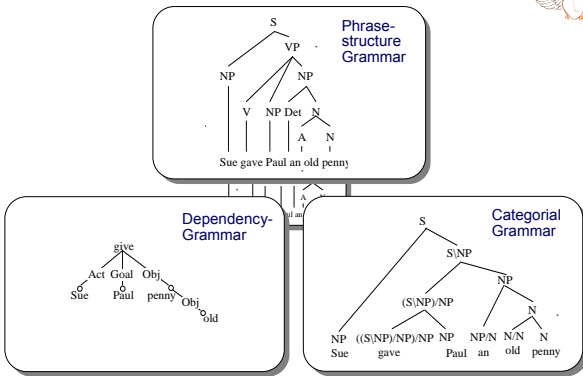 Phrase-
structure
Grammar
S
VP
NP NP
V NP Det N
A N
Sue gave Paul an old penny
A
Dependency-
Grammar
give
Act Goal Obj
Sue Paul penny
Obj
old
Categorial
Grammar
S
S\NP
NP
(S\NP)/NP N
NP ((S\NP)/NP)/NP NP NP/N N/N N
Sue gave Paul an old penny